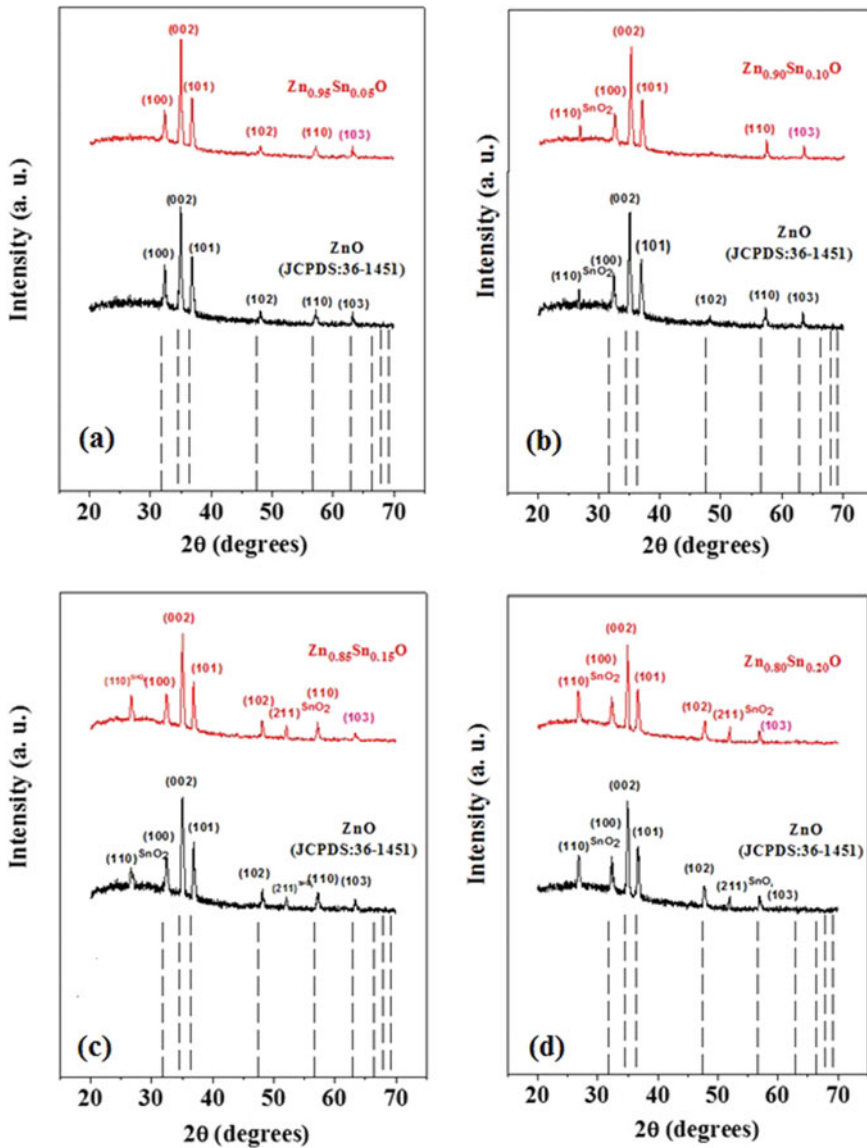 (002)
Zn0.95Sn0.05O
(100)
(101)
(102)
(110)
(103)
(002)
ZnO
(JCPDS:36-1451)
(100)
(101)
(102)
(110)
(103)
(a)
20 30 40 50 60 70
2θ (degrees)
Intensity (a. u.)
(002)
Zn0.90Sn0.10O
(100)
(110)SnO2
(101)
(110)
(103)
(002)
ZnO
(JCPDS:36-1451)
(100)
(110)SnO2
(101)
(102)
(110)
(103)
(b)
20 30 40 50 60 70
2θ (degrees)
Intensity (a. u.)
(002)
Zn0.85Sn0.15O
(110)
(100)
(101)
(102)
(211)SnO2
(110)
(103)
(002)
ZnO
(JCPDS:36-1451)
(100)
(110)SnO2
(101)
(102)
(211)
(110)
(103)
(c)
20 30 40 50 60 70
2θ (degrees)
Intensity (a. u.)
(002)
Zn0.80Sn0.20O
(100)
(110)SnO2
(101)
(102)
(211)SnO2
(103)
(002)
ZnO
(JCPDS:36-1451)
(100)
(110)SnO2
(101)
(102)
(211)
(103)
(d)
20 30 40 50 60 70
2θ (degrees)
Intensity (a. u.)